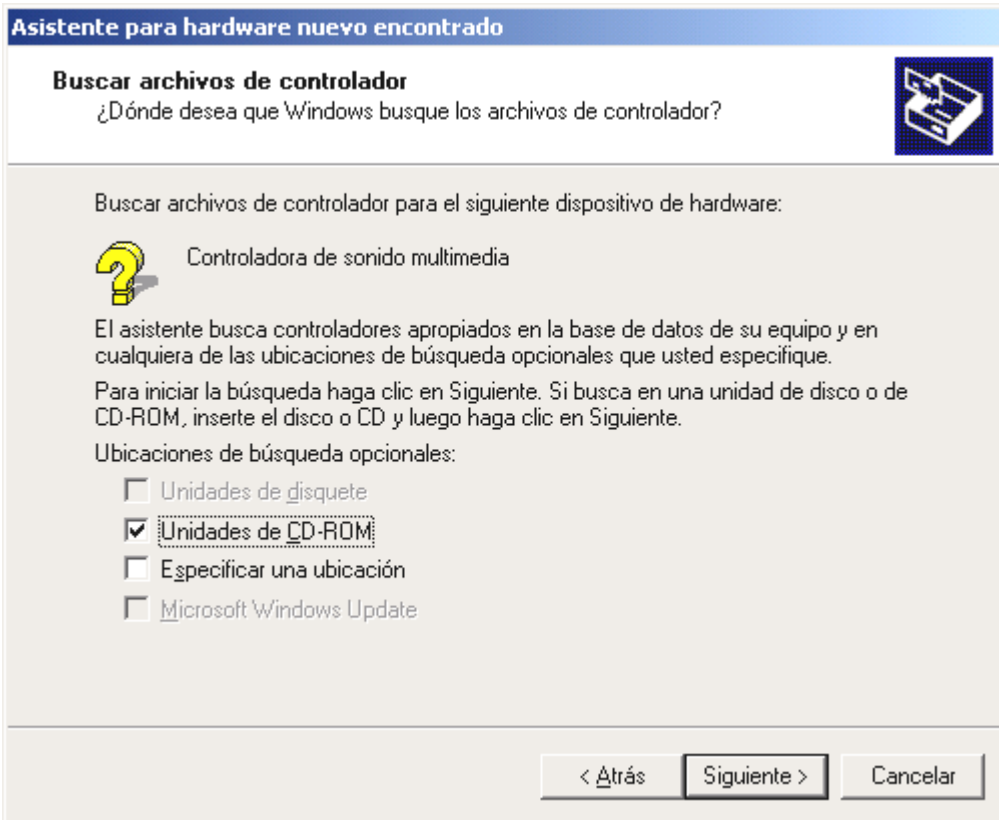 Asistente para hardware nuevo encontrado
Buscar archivos de controlador
¿Dónde desea que Windows busque los archivos de controlador?
Buscar archivos de controlador para el siguiente dispositivo de hardware:
Controladora de sonido multimedia
El asistente busca controladores apropiados en la base de datos de su equipo y en
cualquiera de las ubicaciones de búsqueda opcionales que usted especifique.
Para iniciar la búsqueda haga clic en Siguiente. Si busca en una unidad de disco o de
CD-ROM, inserte el disco o CD y luego haga clic en Siguiente.
Ubicaciones de búsqueda opcionales:
Unidades de disquete
Unidades de CD-ROM
Especificar una ubicación
Microsoft Windows Update
< Atrás Siguiente > Cancelar